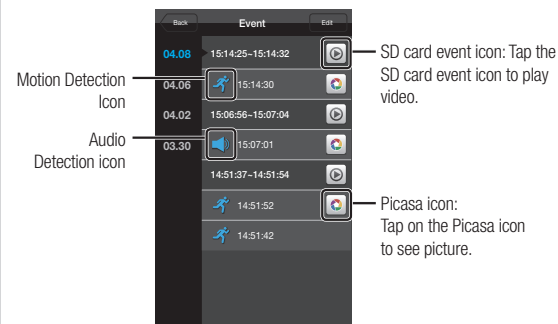 Back Event Edit
04.08 15:14:25~15:14:32
04.06 15:14:30
04.02 15:06:56~15:07:04
03.30 15:07:01
14:51:37~14:51:54
14:51:52
14:51:42
Motion Detection
Icon
Audio
Detection icon
SD card event icon: Tap the
SD card event icon to play
video.
Picasa icon:
Tap on the Picasa icon
to see picture.